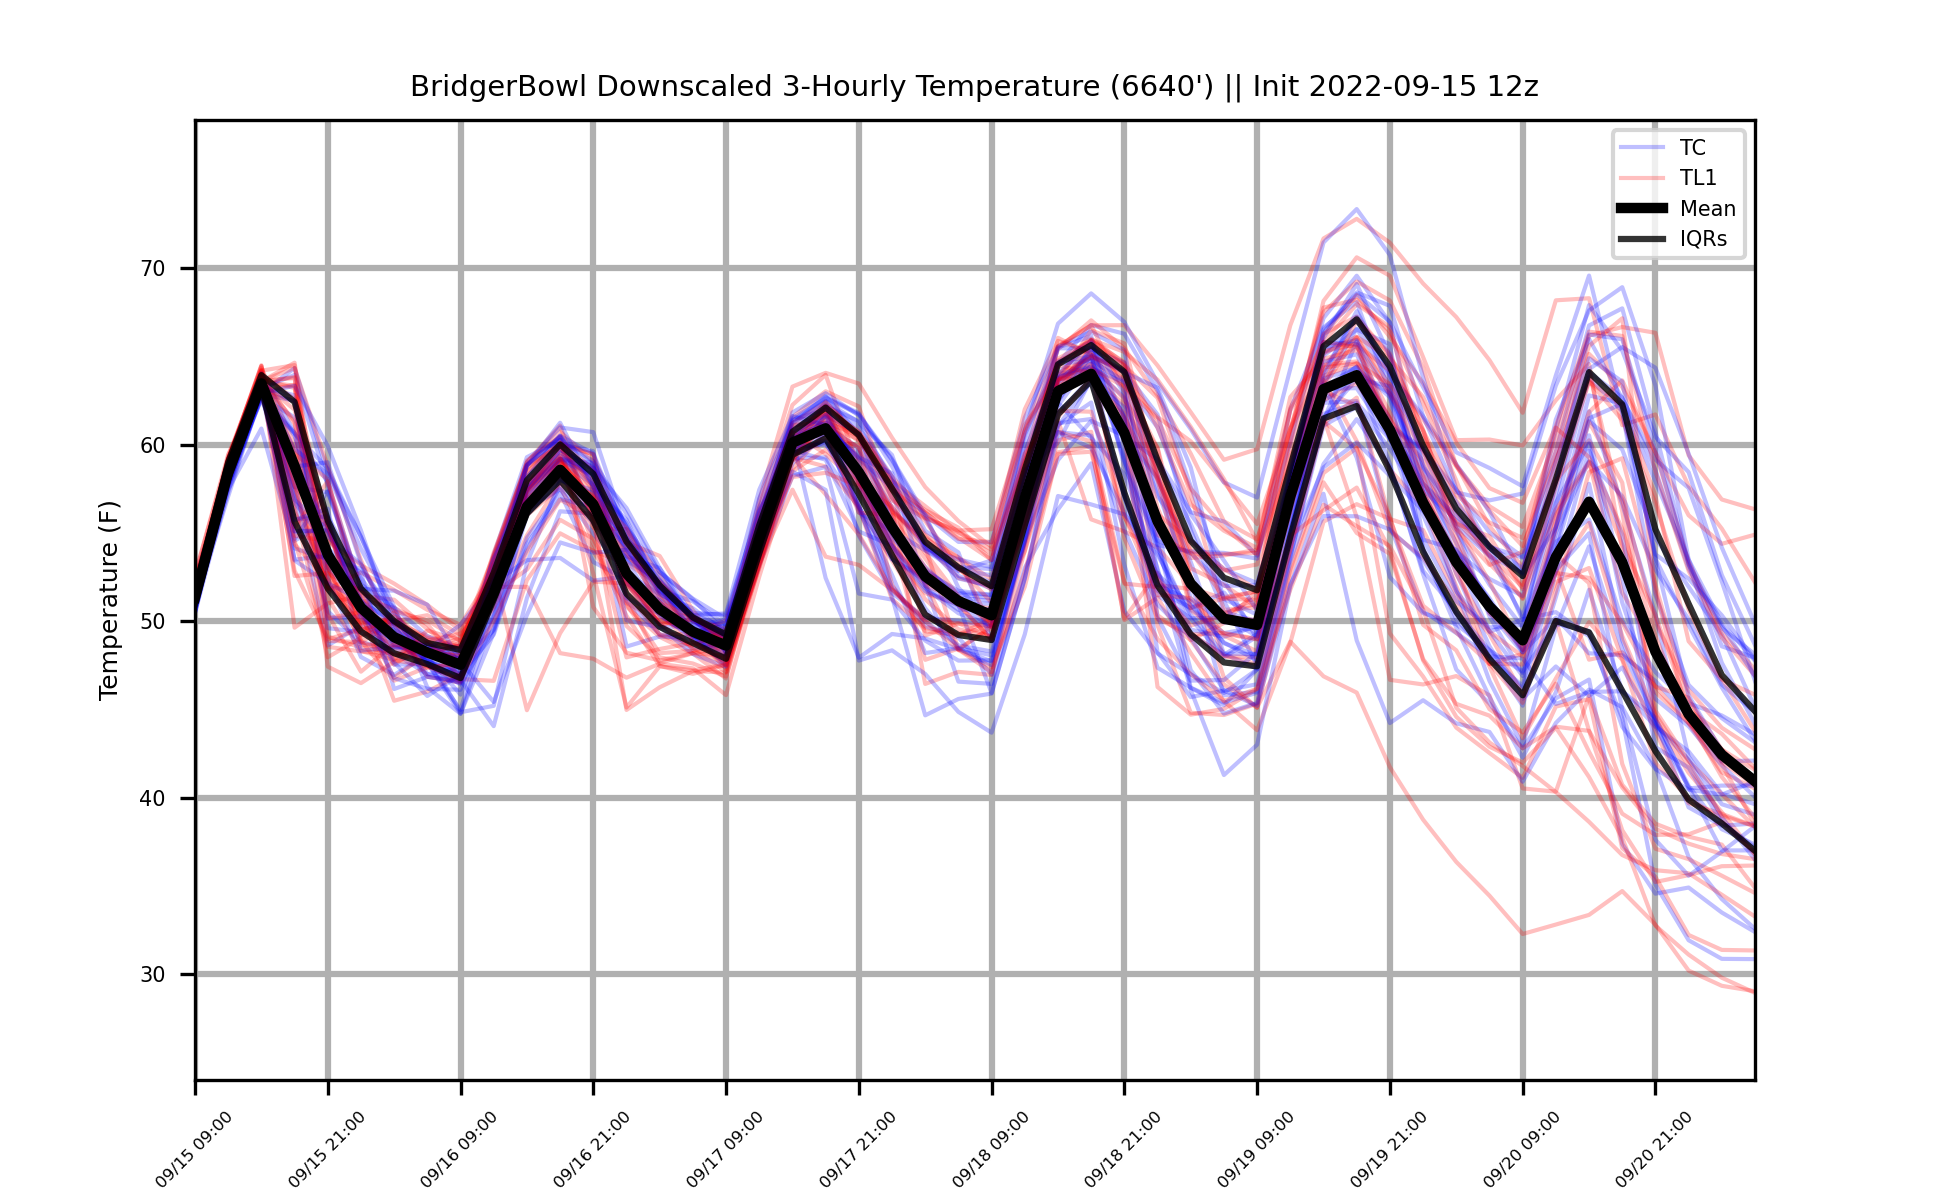 BridgerBowl Downscaled 3-Hourly Temperature (6640') || Init 2022-09-15 12z
TC
TL1
Mean
IQRs
Temperature (F)
70
60
50
40
30
09/15 09:00
09/15 21:00
09/16 09:00
09/16 21:00
09/17 09:00
09/17 21:00
09/18 09:00
09/18 21:00
09/19 09:00
09/19 21:00
09/20 09:00
09/20 21:00